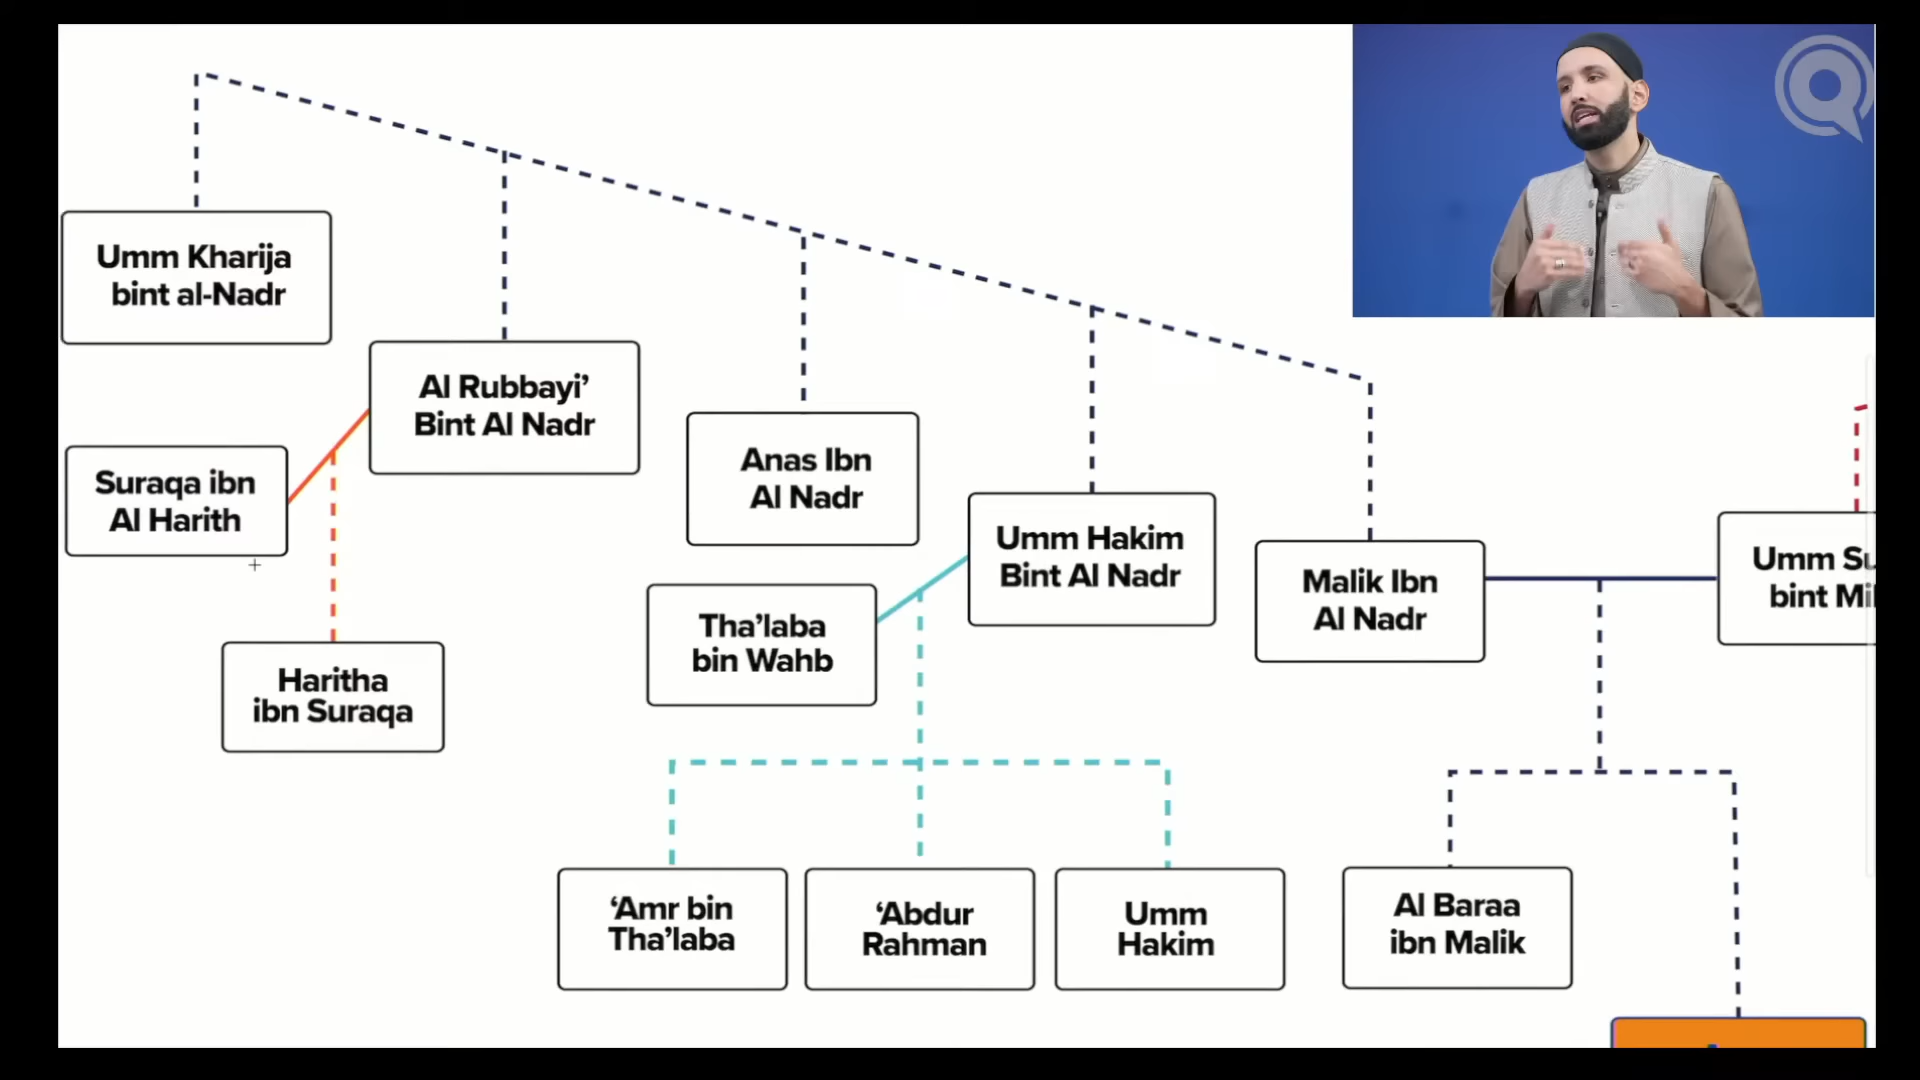 Umm Kharija
bint al-Nadr
Al Rubbayi’
Bint Al Nadr
Suraqa ibn
Al Harith
Anas Ibn
Al Nadr
Umm Hakim
Bint Al Nadr
Malik Ibn
Al Nadr
Umm
bint
Tha’laba
bin Wahb
Haritha
ibn Suraqa
‘Amr bin
Tha’laba
‘Abdur
Rahman
Umm
Hakim
Al Baraa
ibn Malik